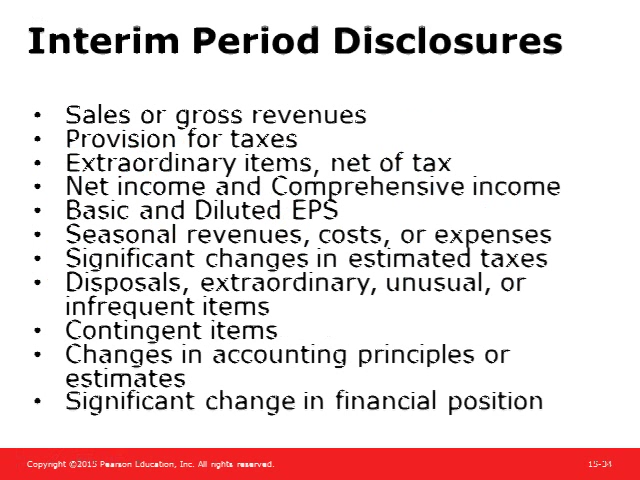 Interim Period Disclosures
• Sales or gross revenues
• Provision for taxes
• Extraordinary items, net of tax
• Net income and Comprehensive income
• Basic and Diluted EPS
• Seasonal revenues, costs, or expenses
• Significant changes in estimated taxes
• Disposals, extraordinary, unusual, or
infrequent items
• Contingent items
• Changes in accounting principles or
estimates
• Significant change in financial position
Copyright ©2015 Pearson Education, Inc. All rights reserved.
15-34